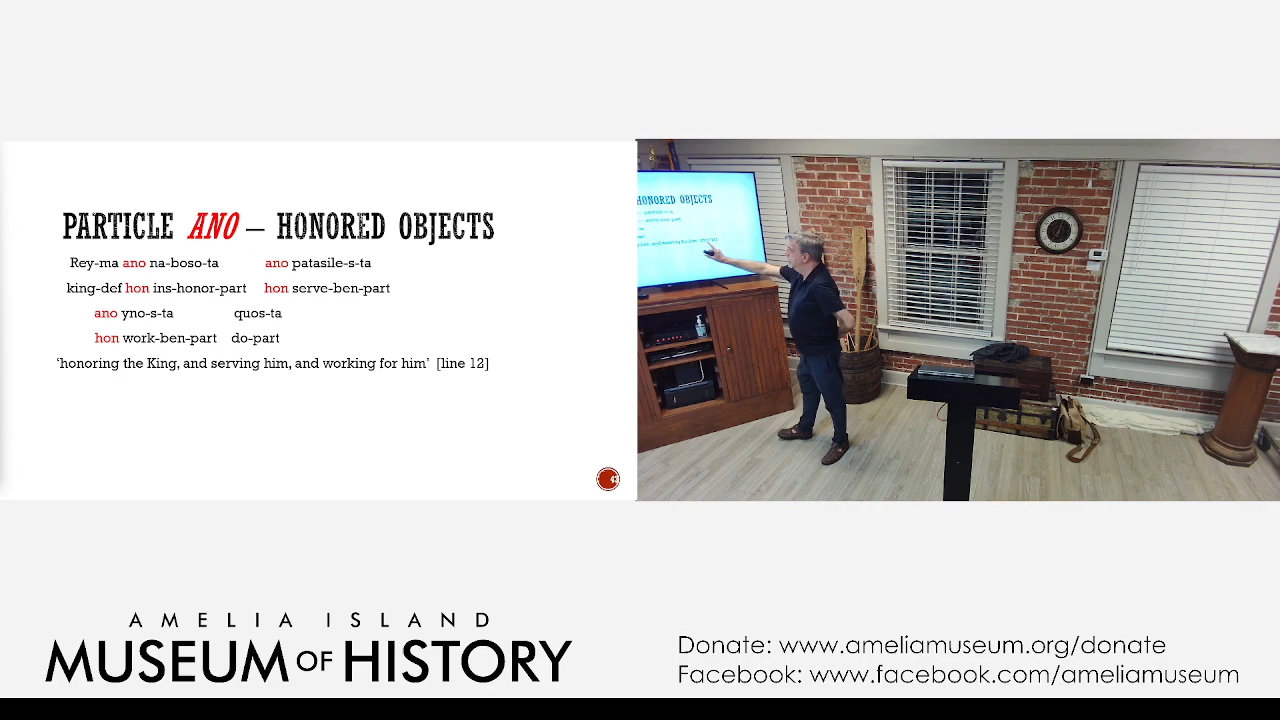 PARTICLE ANO – HONORED OBJECTS
Rey-ma ano na-boso-ta ano patasile-s-ta
king-def hon ins-honor-part hon serve-ben-part
ano yno-s-ta quos-ta
hon work-ben-part do-part
‘honoring the King, and serving him, and working for him’ [line 12]
HONORED OBJECTS
AMELIA ISLAND
MUSEUM OF HISTORY
Donate: www.ameliamuseum.org/donate
Facebook: www.facebook.com/ameliamuseum